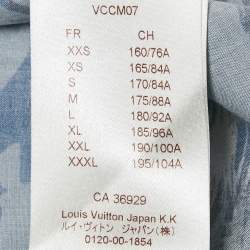 VCCM07
FR CH
XXS 160/76A
XS 165/84A
S 170/84A
M 175/88A
L 180/92A
XL 185/96A
XXL 190/100A
XXXL 195/104A
CA 36929
Louis Vuitton Japan K.K
ルイ・ヴィトン ジャパン(株)
0120-00-1854